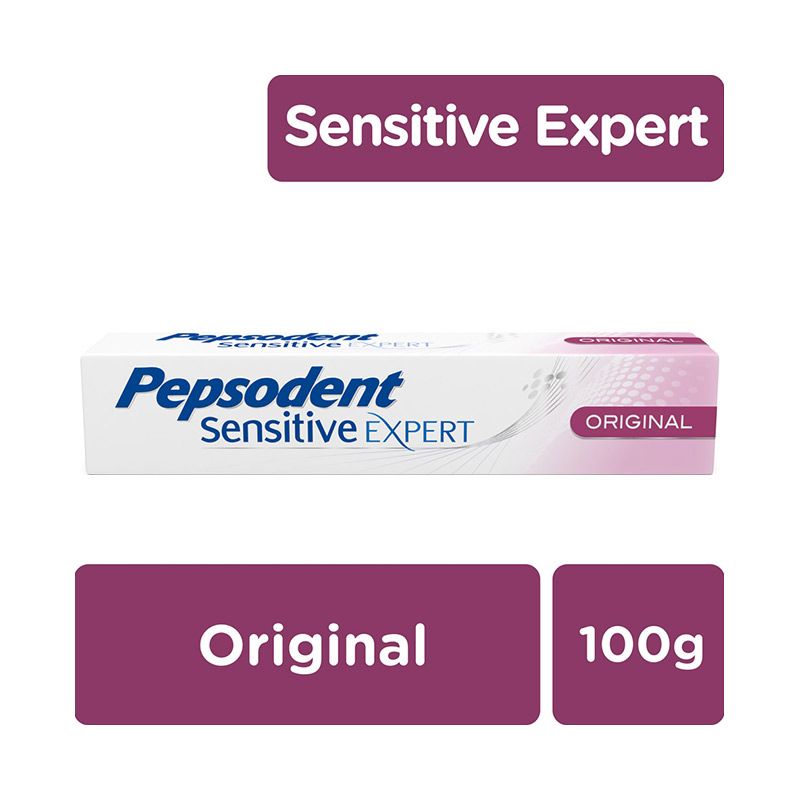 Sensitive Expert
Pepsodent
Sensitive EXPERT
ORIGINAL
Pepsodent
Sensitive EXPERT
ORIGINAL
Original
100g